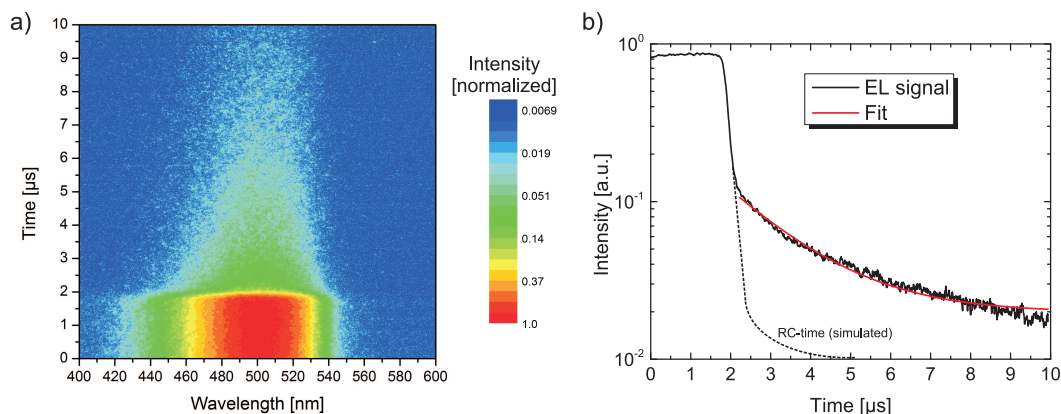 a)
10
9
8
7
6
5
4
3
2
1
0
Time [µs]
400 420 440 460 480 500 520 540 560 580 600
Wavelength [nm]
Intensity
[normalized]
0.0069
0.019
0.051
0.14
0.37
1.0
b)
10⁰
10⁻¹
10⁻²
Intensity [a.u.]
EL signal
Fit
RC-time (simulated)
0 1 2 3 4 5 6 7 8 9 10
Time [µs]